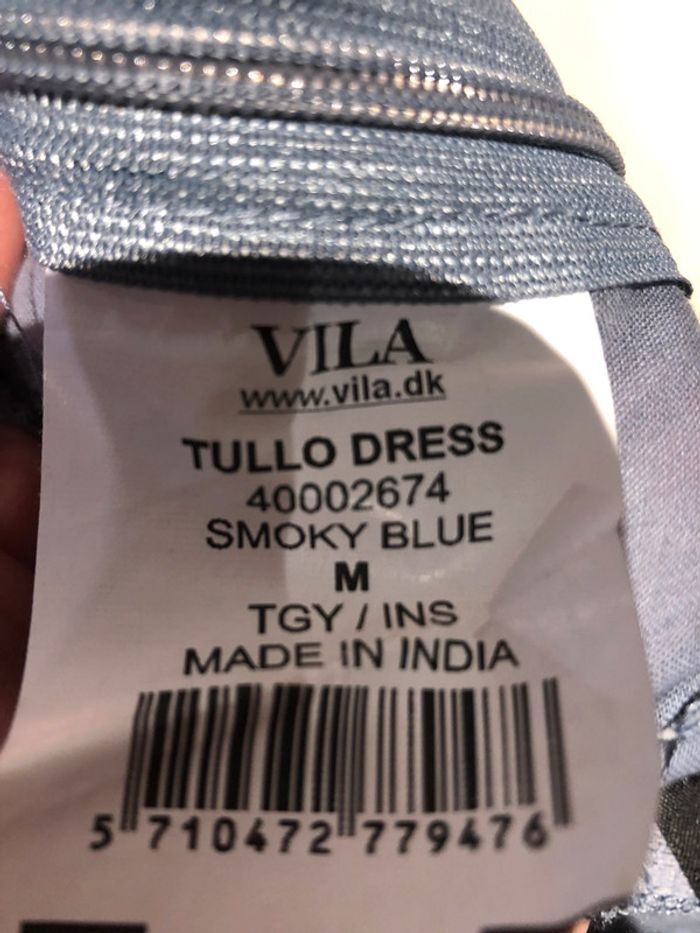 VILA
www.vila.dk
TULLO DRESS
40002674
SMOKY BLUE
M
TGY / INS
MADE IN INDIA
5 710472 779476